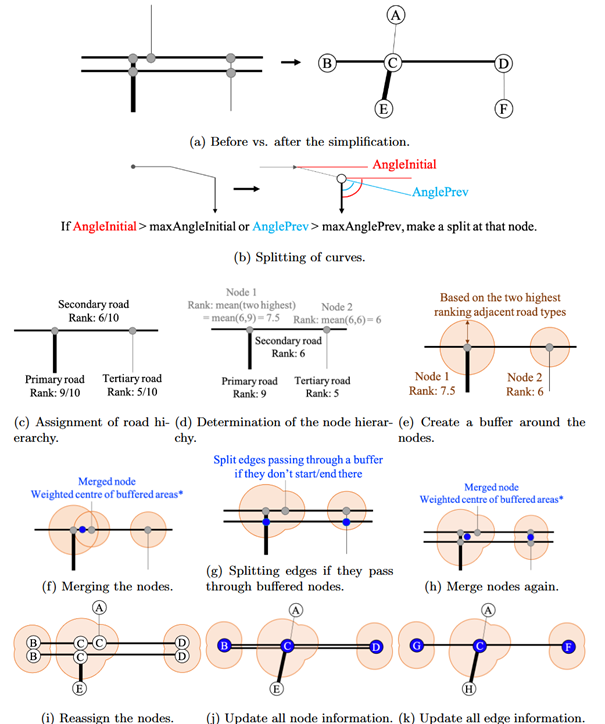 A
B
C
D
E
F
(a) Before vs. after the simplification.
AngleInitial
AnglePrev
If AngleInitial > maxAngleInitial or AnglePrev > maxAnglePrev, make a split at that node.
(b) Splitting of curves.
Secondary road
Rank: 6/10
Primary road
Rank: 9/10
Tertiary road
Rank: 5/10
(c) Assignment of road hi-
erarchy.
Node 1
Rank: mean(two highest)
= mean(6,9) = 7.5
Node 2
Rank: mean(6,6) = 6
Secondary road
Rank: 6
Primary road
Rank: 9
Tertiary road
Rank: 5
(d) Determination of the node hierar-
chy.
Based on the two highest
ranking adjacent road types
Node 1
Rank: 7.5
Node 2
Rank: 6
(e) Create a buffer around the
nodes.
Merged node
Weighted centre of buffered areas*
(f) Merging the nodes.
Split edges passing through a buffer
if they don't start/end there
(g) Splitting edges if they pass
through buffered nodes.
Merged node
Weighted centre of buffered areas*
(h) Merge nodes again.
A
B
C
C
D
B
C
D
E
(i) Reassign the nodes.
A
B
C
D
E
(j) Update all node information.
A
G
C
F
H
(k) Update all edge information.